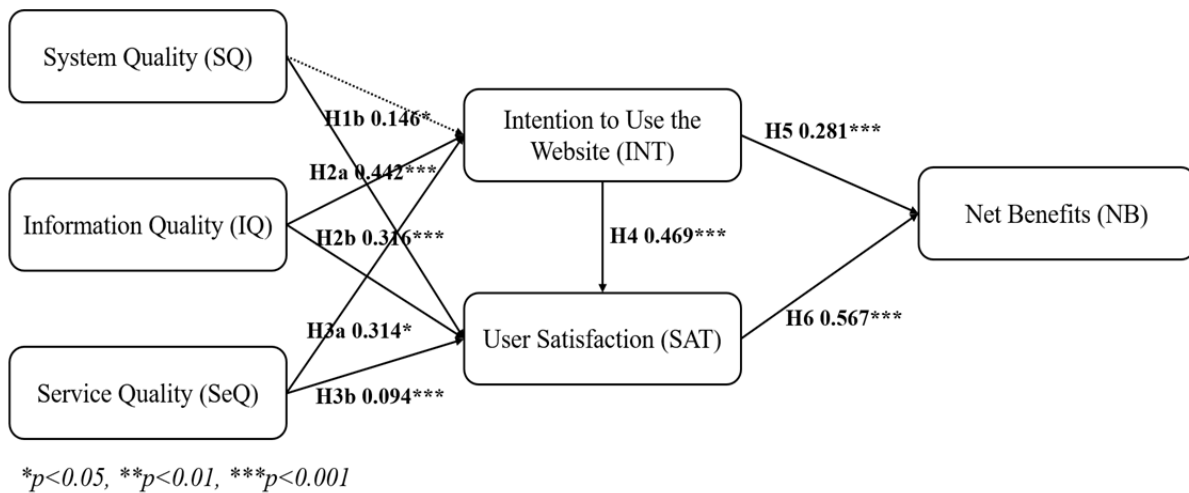 System Quality (SQ)
H1b 0.146*
Intention to Use the
Website (INT)
H5 0.281***
H2a 0.442***
Information Quality (IQ)
Net Benefits (NB)
H2b 0.316***
H4 0.469***
H3a 0.314*
User Satisfaction (SAT)
H6 0.567***
Service Quality (SeQ)
H3b 0.094***
*p<0.05, **p<0.01, ***p<0.001